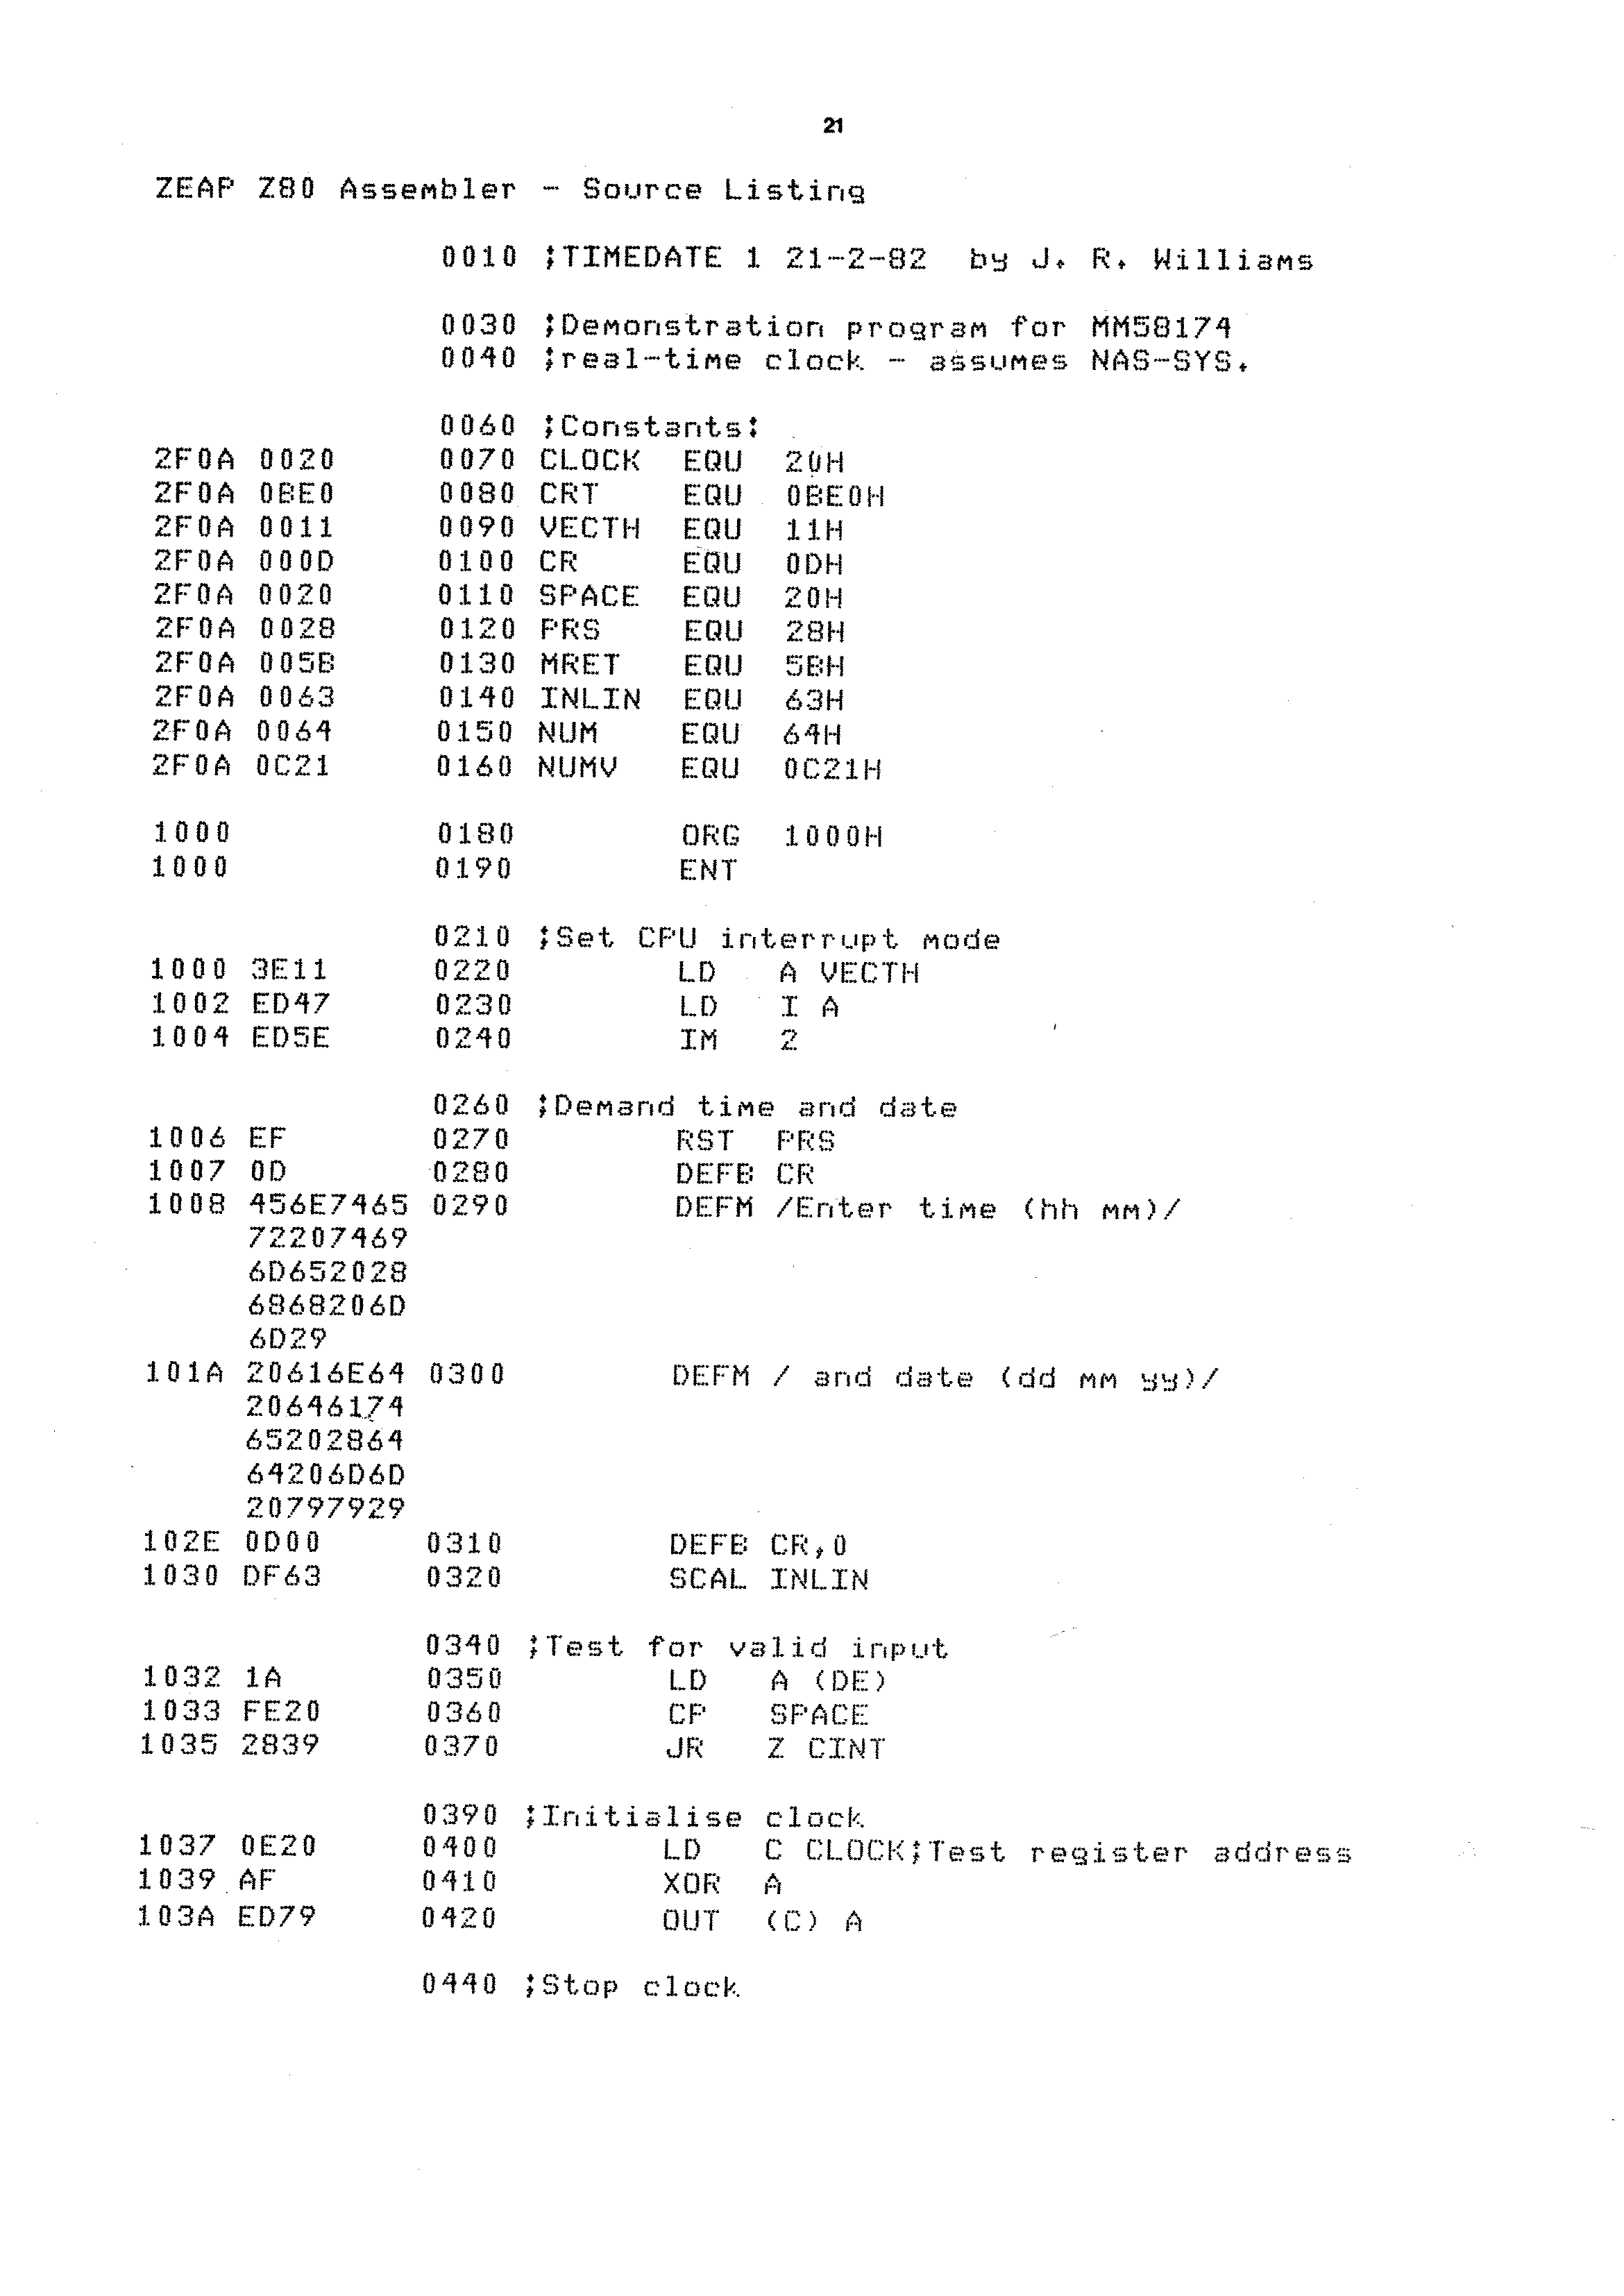 21
ZEAP Z80 Assembler - Source Listing
0010 ;TIMEDATE 1 21-2-82 by J. R. Williams
0030 ;Demonstration program for MM58174
0040 ;real-time clock - assumes NAS-SYS.
0060 ;Constants:
2F0A 0020 0070 CLOCK EQU 20H
2F0A 0BE0 0080 CRT EQU 0BE0H
2F0A 0011 0090 VECTH EQU 11H
2F0A 000D 0100 CR EQU 0DH
2F0A 0020 0110 SPACE EQU 20H
2F0A 0028 0120 PRS EQU 28H
2F0A 005B 0130 MRET EQU 5BH
2F0A 0063 0140 INLIN EQU 63H
2F0A 0064 0150 NUM EQU 64H
2F0A 0C21 0160 NUMV EQU 0C21H
1000 0180 ORG 1000H
1000 0190 ENT
0210 ;Set CPU interrupt mode
1000 3E11 0220 LD A VECTH
1002 ED47 0230 LD I A
1004 ED5E 0240 IM 2
0260 ;Demand time and date
1006 EF 0270 RST PRS
1007 0D 0280 DEFB CR
1008 456E7465 0290 DEFM /Enter time (hh mm)/
72207469
6D652028
6868206D
6D29
101A 20616E64 0300 DEFM / and date (dd mm yy)/
20646174
65202864
64206D6D
20797929
102E 0D00 0310 DEFB CR,0
1030 DF63 0320 SCAL INLIN
0340 ;Test for valid input
1032 1A 0350 LD A (DE)
1033 FE20 0360 CP SPACE
1035 2839 0370 JR Z CINT
0390 ;Initialise clock
1037 0E20 0400 LD C CLOCK;Test register address
1039 AF 0410 XOR A
103A ED79 0420 OUT (C) A
0440 ;Stop clock